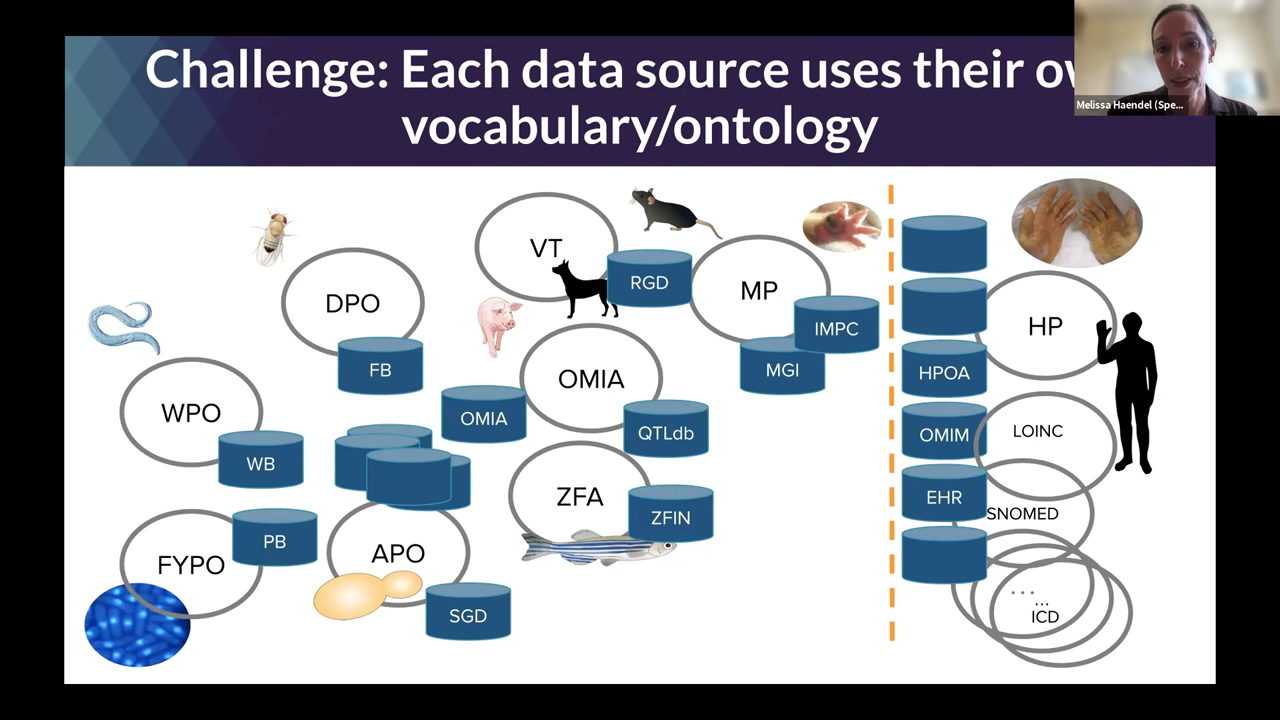 Challenge: Each data source uses their
vocabulary/ontology
Melissa Haendel (Spe...
VT
RGD
MP
DPO
IMPC
HP
FB
MGI
HPOA
OMIA
OMIA
WPO
QTLdb
OMIM
LOINC
WB
ZFA
EHR
SNOMED
ZFIN
PB
FYPO
APO
SGD
...
...
ICD